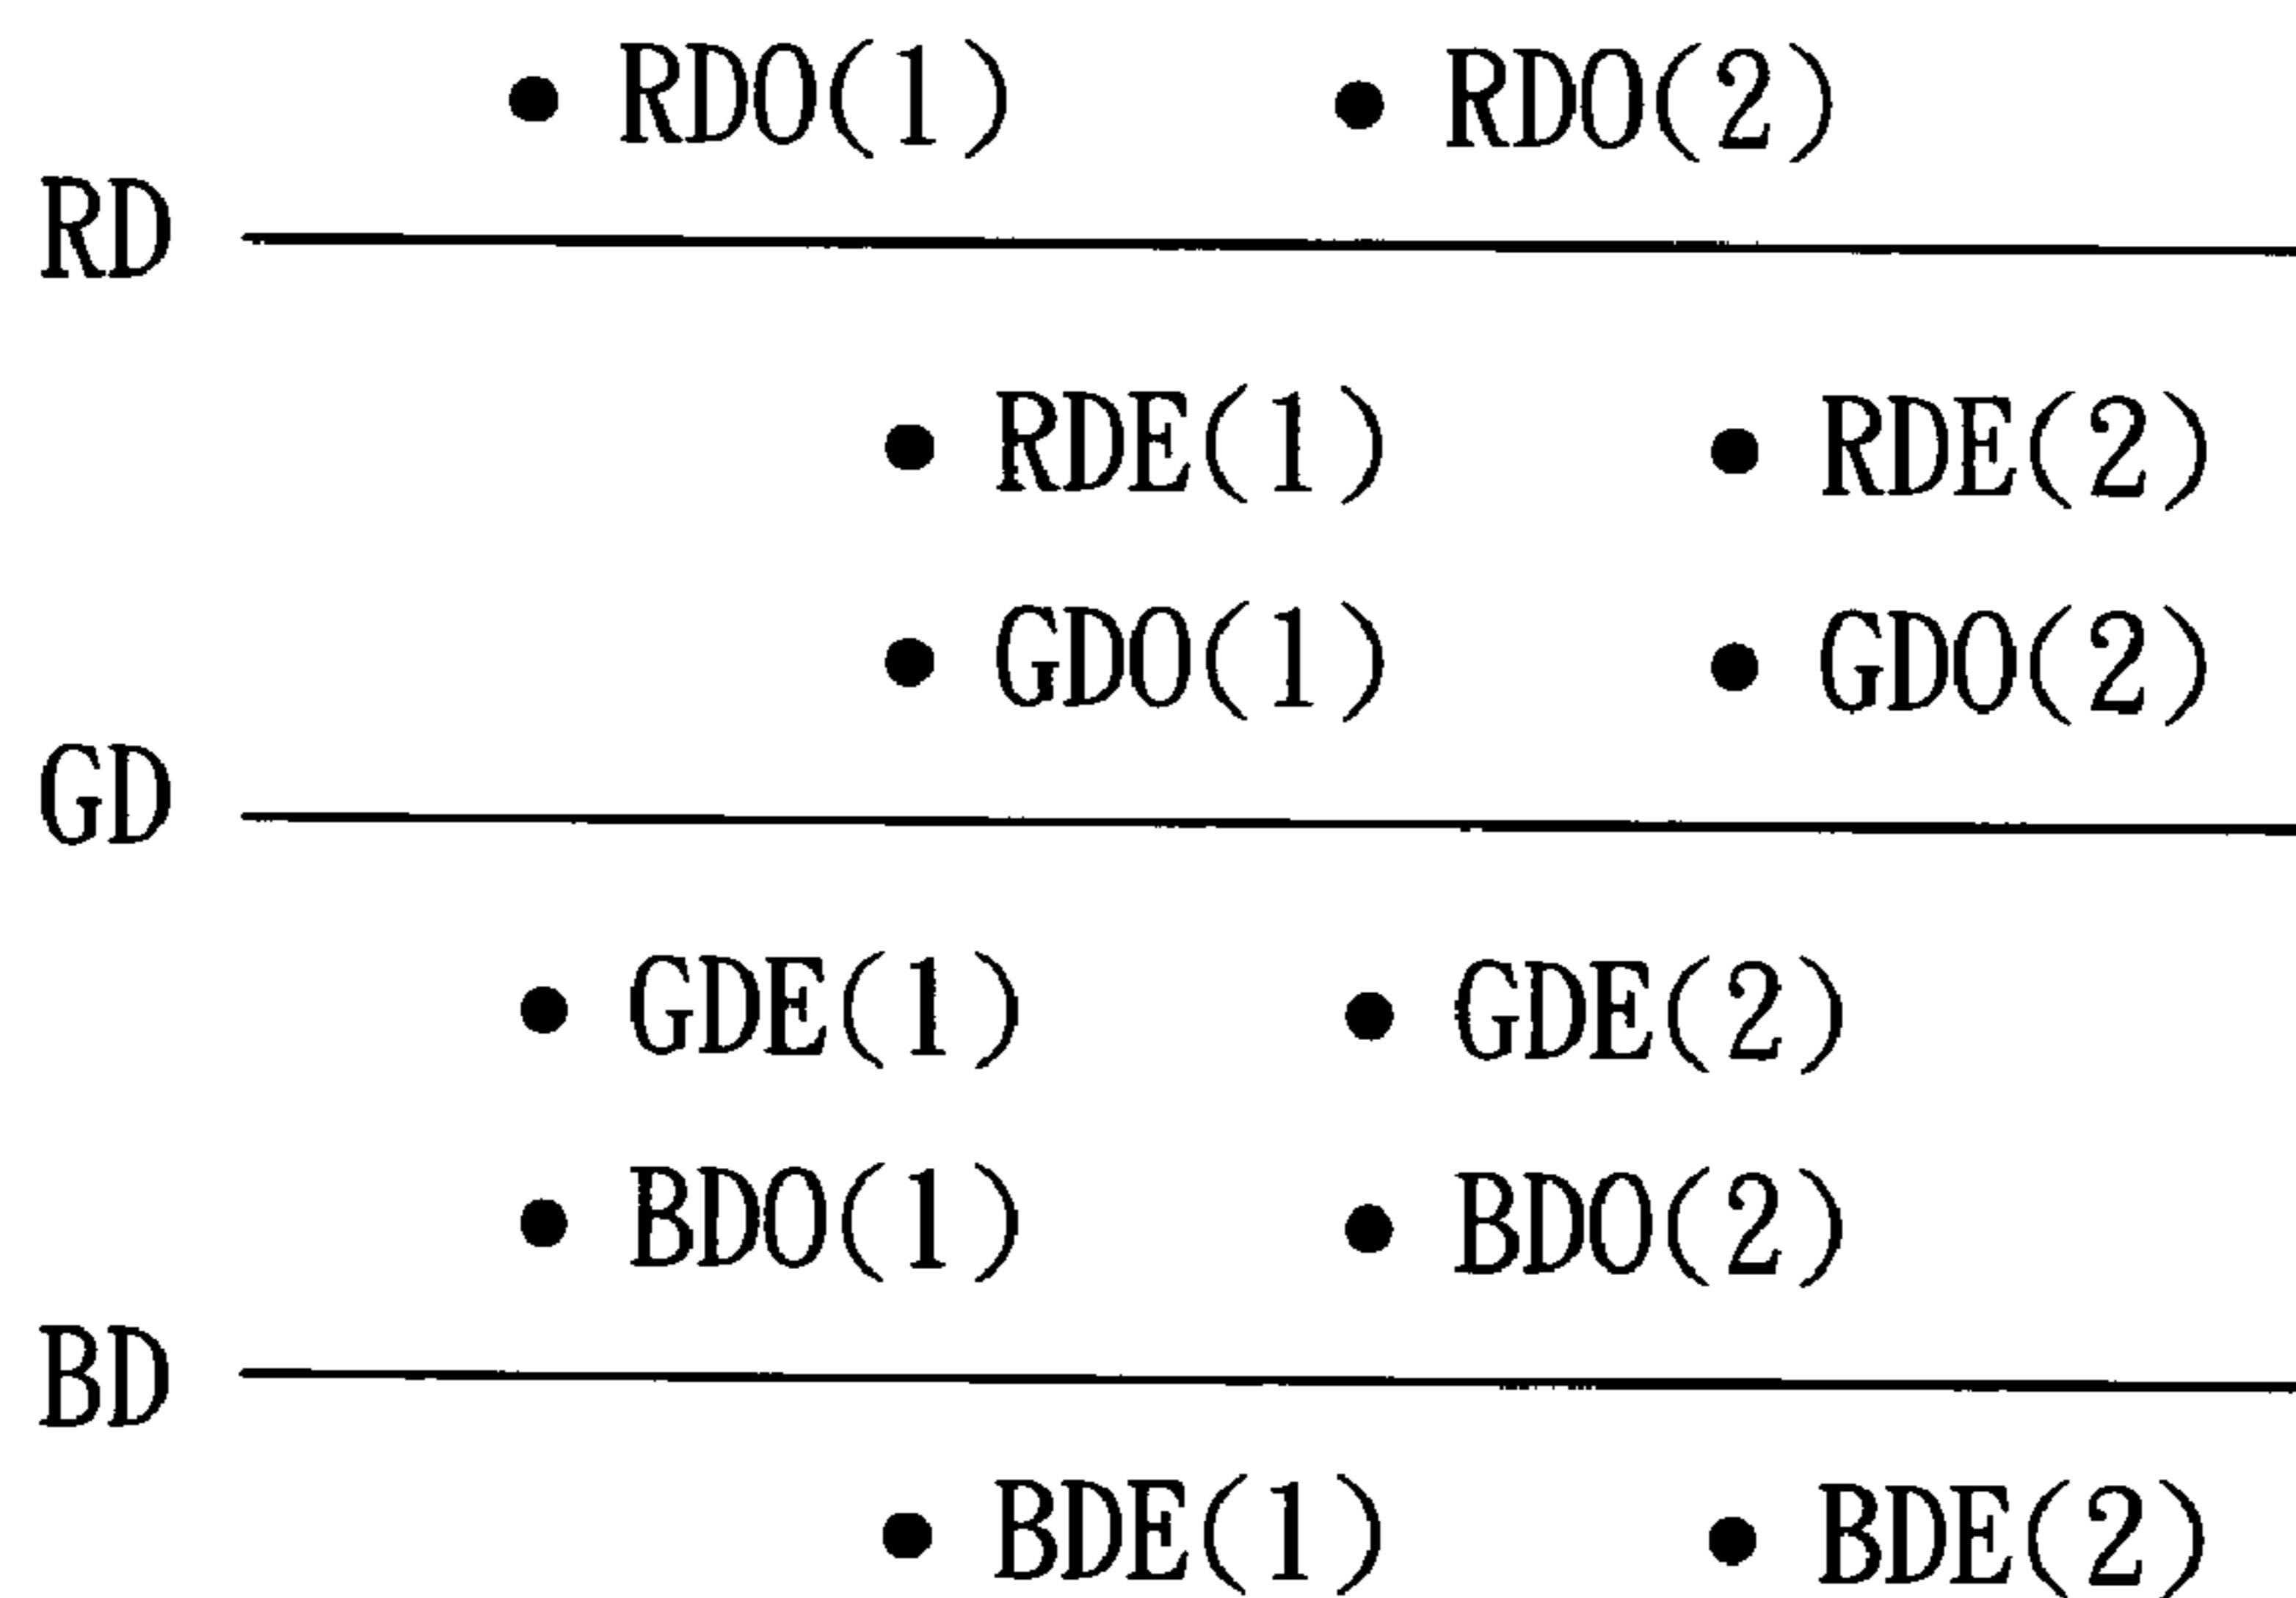 RDO(1) RDO(2)
RD
RDE(1) RDE(2)
GDO(1) GDO(2)
GD
GDE(1) GDE(2)
BDO(1) BDO(2)
BD
BDE(1) BDE(2)